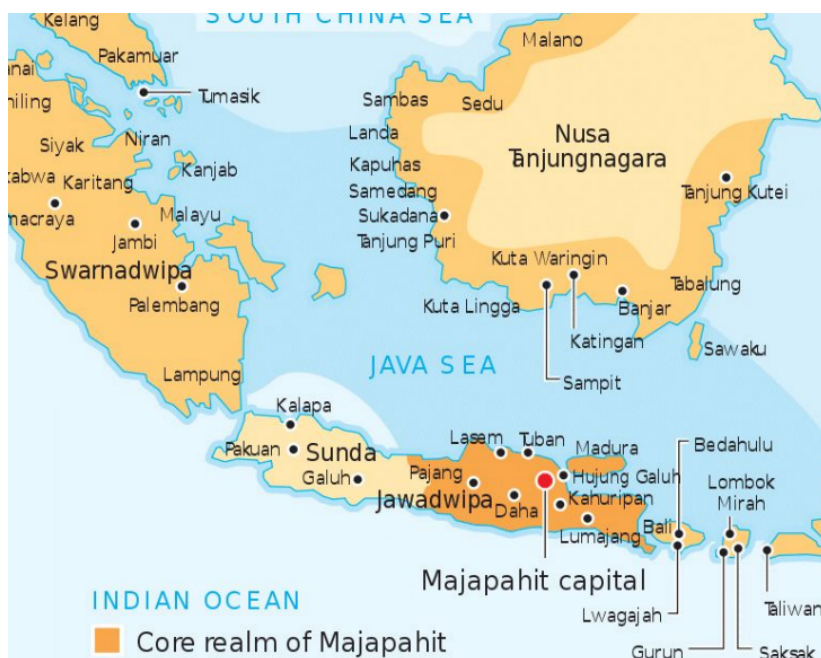 SOUTH CHINA SEA
Kelang
Pakamuar
Tumasik
Malano
Sambas
Sedu
Landa
Nusa
Tanjungnagara
Siyak
Niran
Kanjab
Kapuhas
Karitang
Samedang
Tanjung Kutei
Malayu
Sukadana
Jambi
Tanjung Puri
Swarnadwipa
Kuta Waringin
Palembang
Kuta Lingga
Tabalung
Banjar
Katingan
Sawaku
JAVA SEA
Lampung
Sampit
Kalapa
Lasem
Tuban
Madura
Bedahulu
Pakuan
Sunda
Galuh
Pajang
Hujung Galuh
Lombok
Mirah
Jawadwipa
Daha
Kahuripan
Bali
Lumajang
Majapahit capital
Lwagajah
Taliwan
INDIAN OCEAN
Gurun
Saksak
Core realm of Majapahit